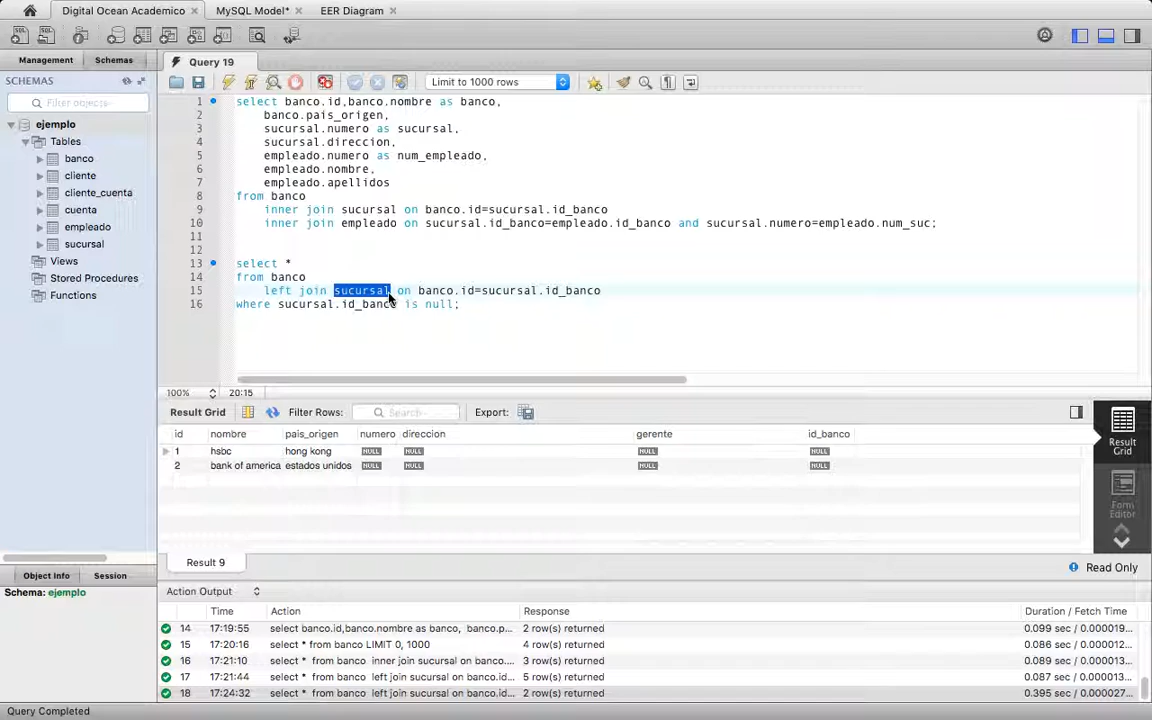 Digital Ocean Academico
MySQL Model*
EER Diagram
Management
Schemas
Query 19
SCHEMAS
Filter objects
Limit to 1000 rows
ejemplo
Tables
banco
cliente
cliente_cuenta
cuenta
empleado
sucursal
Views
Stored Procedures
Functions
1 select banco.id,banco.nombre as banco,
2 banco.pais_origen,
3 sucursal.numero as sucursal,
4 sucursal.direccion,
5 empleado.numero as num_empleado,
6 empleado.nombre,
7 empleado.apellidos
8 from banco
9 inner join sucursal on banco.id=sucursal.id_banco
10 inner join empleado on sucursal.id_banco=empleado.id_banco and sucursal.numero=empleado.num_suc;
11
12
13 select *
14 from banco
15 left join sucursal on banco.id=sucursal.id_banco
16 where sucursal.id_banco is null;
100%
20:15
Result Grid
Filter Rows:
Search
Export:
id nombre pais_origen numero direccion gerente id_banco
1 hsbc hong kong NULL NULL NULL NULL
2 bank of america estados unidos NULL NULL NULL NULL
Result Grid
Form Editor
Result 9
Read Only
Object Info
Session
Schema: ejemplo
Action Output
Time Action Response Duration / Fetch Time
14 17:19:55 select banco.id,banco.nombre as banco, banco.p... 2 row(s) returned 0.099 sec / 0.000019...
15 17:20:16 select * from banco LIMIT 0, 1000 4 row(s) returned 0.086 sec / 0.000012...
16 17:21:10 select * from banco inner join sucursal on banco.... 3 row(s) returned 0.089 sec / 0.000013...
17 17:21:44 select * from banco left join sucursal on banco.id... 5 row(s) returned 0.087 sec / 0.000013...
18 17:24:32 select * from banco left join sucursal on banco.id... 2 row(s) returned 0.395 sec / 0.000027...
Query Completed